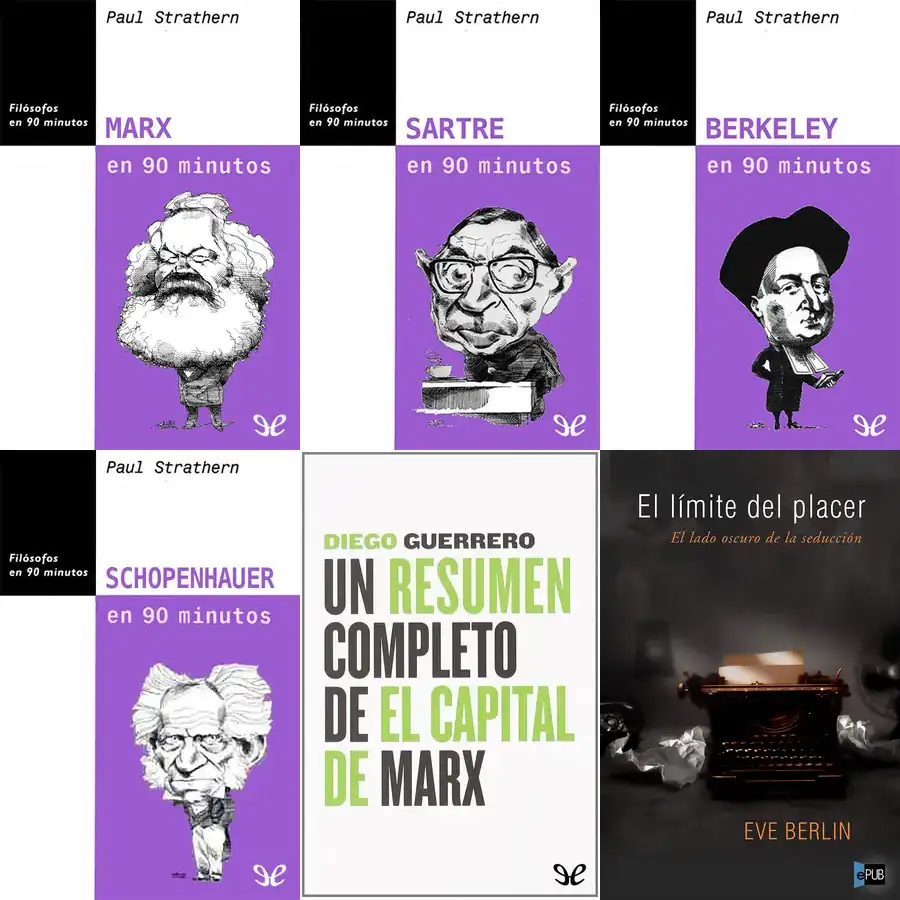 Paul Strathern
Filósofos
en 90 minutos
MARX
en 90 minutos
Paul Strathern
Filósofos
en 90 minutos
SARTRE
en 90 minutos
Paul Strathern
Filósofos
en 90 minutos
BERKELEY
en 90 minutos
Paul Strathern
Filósofos
en 90 minutos
SCHOPENHAUER
en 90 minutos
DIEGO GUERRERO
UN RESUMEN
COMPLETO
DE EL CAPITAL
DE MARX
El límite del placer
El lado oscuro de la seducción
EVE BERLIN
ePUB